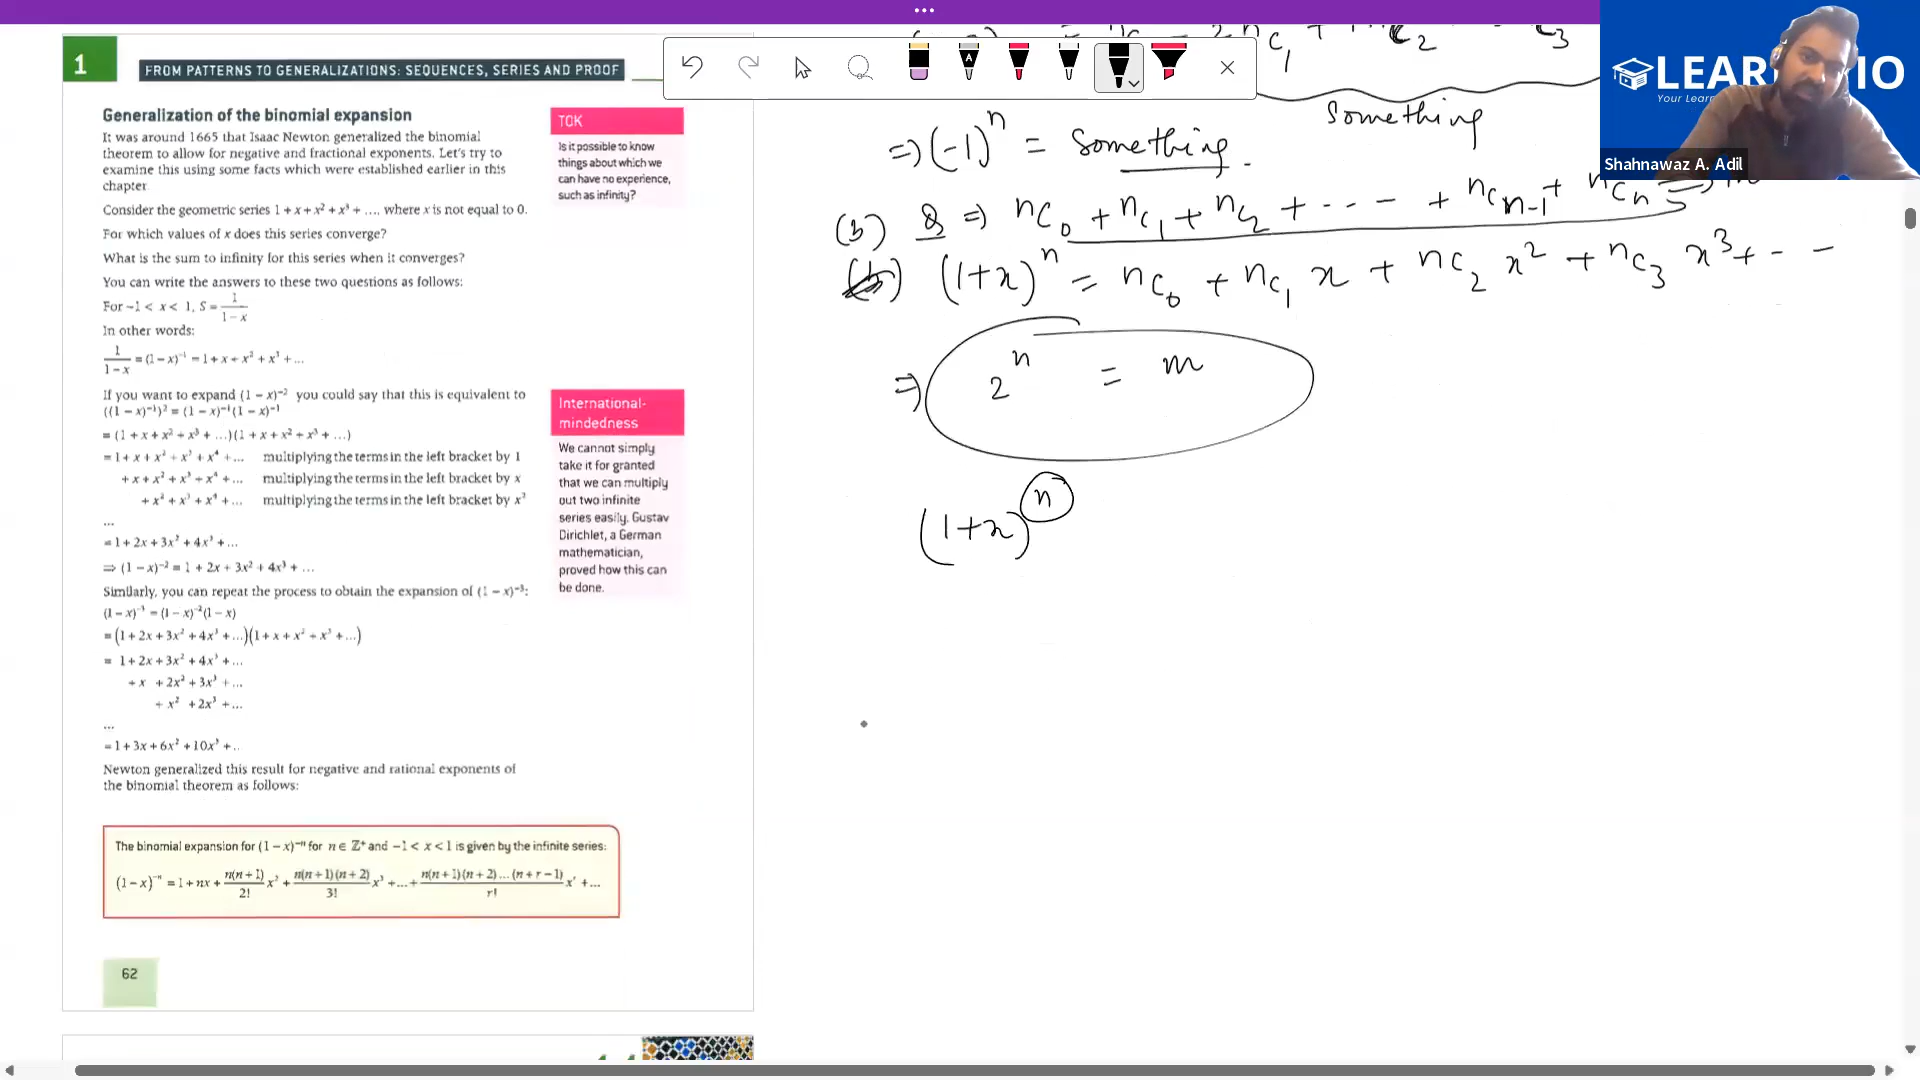 1
FROM PATTERNS TO GENERALIZATIONS: SEQUENCES, SERIES AND PROOF
Generalization of the binomial expansion
It was around 1665 that Isaac Newton generalized the binomial
theorem to allow for negative and fractional exponents. Let's try to
examine this using some facts which were established earlier in this
chapter
Consider the geometric series 1 + x + x² + x³ + …, where x is not equal to 0.
For which values of x does this series converge?
What is the sum to infinity for this series when it converges?
You can write the answers to these two questions as follows:
For −1 < x < 1, S = 1/(1 − x)
In other words:
1/(1 − x) = (1 − x)⁻¹ = 1 + x + x² + x³ + …
If you want to expand (1 − x)⁻² you could say that this is equivalent to
((1 − x)⁻¹)² = (1 − x)⁻¹(1 − x)⁻¹
= (1 + x + x² + x³ + …)(1 + x + x² + x³ + …)
= 1 + x + x² + x³ + x⁴ + … multiplying the terms in the left bracket by 1
+ x + x² + x³ + x⁴ + … multiplying the terms in the left bracket by x
+ x² + x³ + x⁴ + … multiplying the terms in the left bracket by x²
…
= 1 + 2x + 3x² + 4x³ + …
⇒ (1 − x)⁻² = 1 + 2x + 3x² + 4x³ + …
Similarly, you can repeat the process to obtain the expansion of (1 − x)⁻³:
(1 − x)⁻³ = (1 − x)⁻²(1 − x)
= (1 + 2x + 3x² + 4x³ + …)(1 + x + x² + x³ + …)
= 1 + 2x + 3x² + 4x³ + …
+ x + 2x² + 3x³ + …
+ x² + 2x³ + …
…
= 1 + 3x + 6x² + 10x³ + ..
Newton generalized this result for negative and rational exponents of
the binomial theorem as follows:
The binomial expansion for (1 − x)⁻ⁿ for n ∈ ℤ⁺ and −1 < x < 1 is given by the infinite series:
(1 − x)⁻ⁿ = 1 + nx + n(n + 1)/2! x² + n(n + 1)(n + 2)/3! x³ + … + n(n + 1)(n + 2)…(n + r − 1)/r! xʳ + …
62
TOK
Is it possible to know
things about which we
can have no experience,
such as infinity?
International-
mindedness
We cannot simply
take it for granted
that we can multiply
out two infinite
series easily. Gustav
Dirichlet, a German
mathematician,
proved how this can
be done.
Something
⇒ (-1)ⁿ = Something.
(3) Q ⇒ nC₀ + nC₁ + nC₂ + ---- + nCn-1 + nCn
(1+x)ⁿ = nC₀ + nC₁ x + nC₂ x² + nC₃ x³ + - -
⇒ 2ⁿ = m
(1+x)ⁿ
Your Lear
Shahnawaz A. Adil